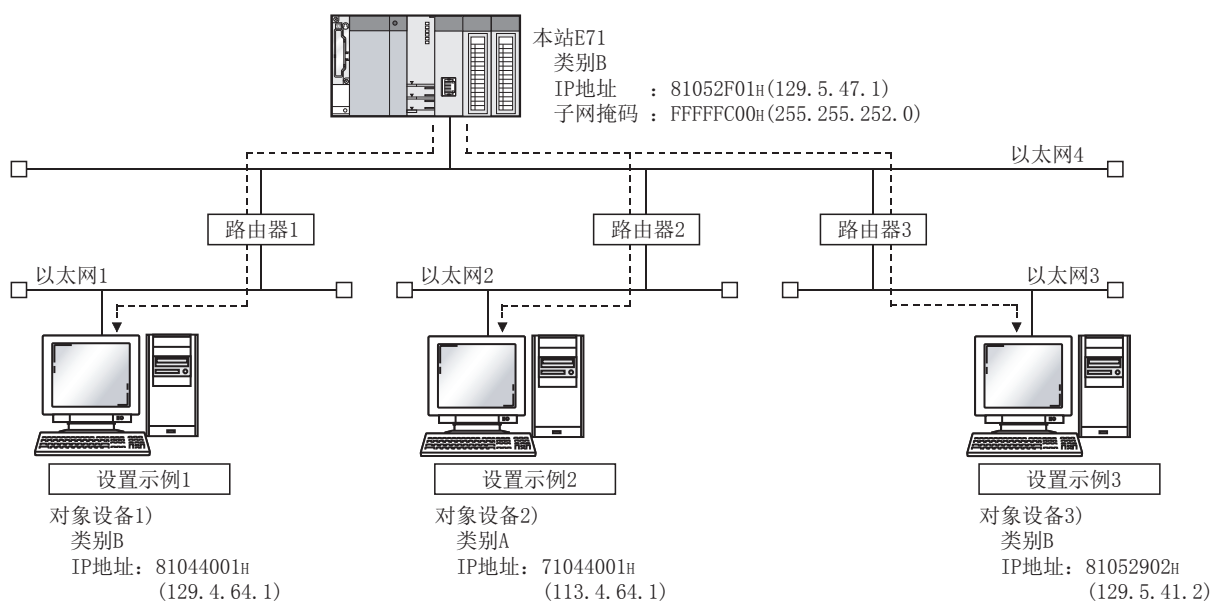 本站E71
类别B
IP地址 : 81052F01H(129.5.47.1)
子网掩码 : FFFFFC00H(255.255.252.0)
以太网4
路由器1
路由器2
路由器3
以太网1
以太网2
以太网3
设置示例1
设置示例2
设置示例3
对象设备1)
类别B
IP地址: 81044001H
(129.4.64.1)
对象设备2)
类别A
IP地址: 71044001H
(113.4.64.1)
对象设备3)
类别B
IP地址: 81052902H
(129.5.41.2)